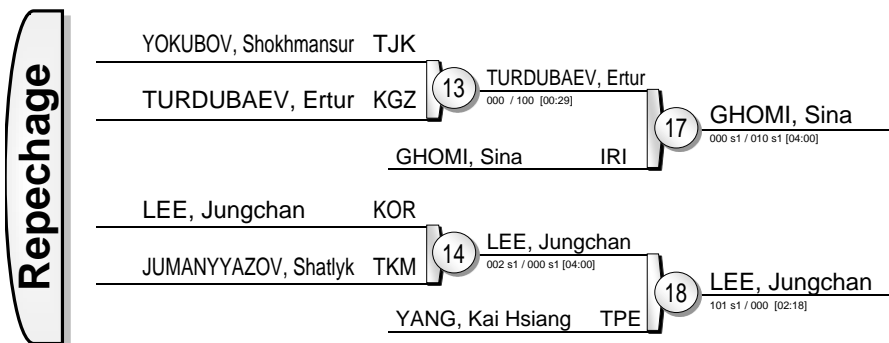 Repechage
YOKUBOV, Shokhmansur TJK
TURDUBAEV, Ertur KGZ
13
TURDUBAEV, Ertur
000 / 100 [00:29]
GHOMI, Sina IRI
17
GHOMI, Sina
000 s1 / 010 s1 [04:00]
LEE, Jungchan KOR
JUMANYYAZOV, Shatlyk TKM
14
LEE, Jungchan
002 s1 / 000 s1 [04:00]
YANG, Kai Hsiang TPE
18
LEE, Jungchan
101 s1 / 000 [02:18]